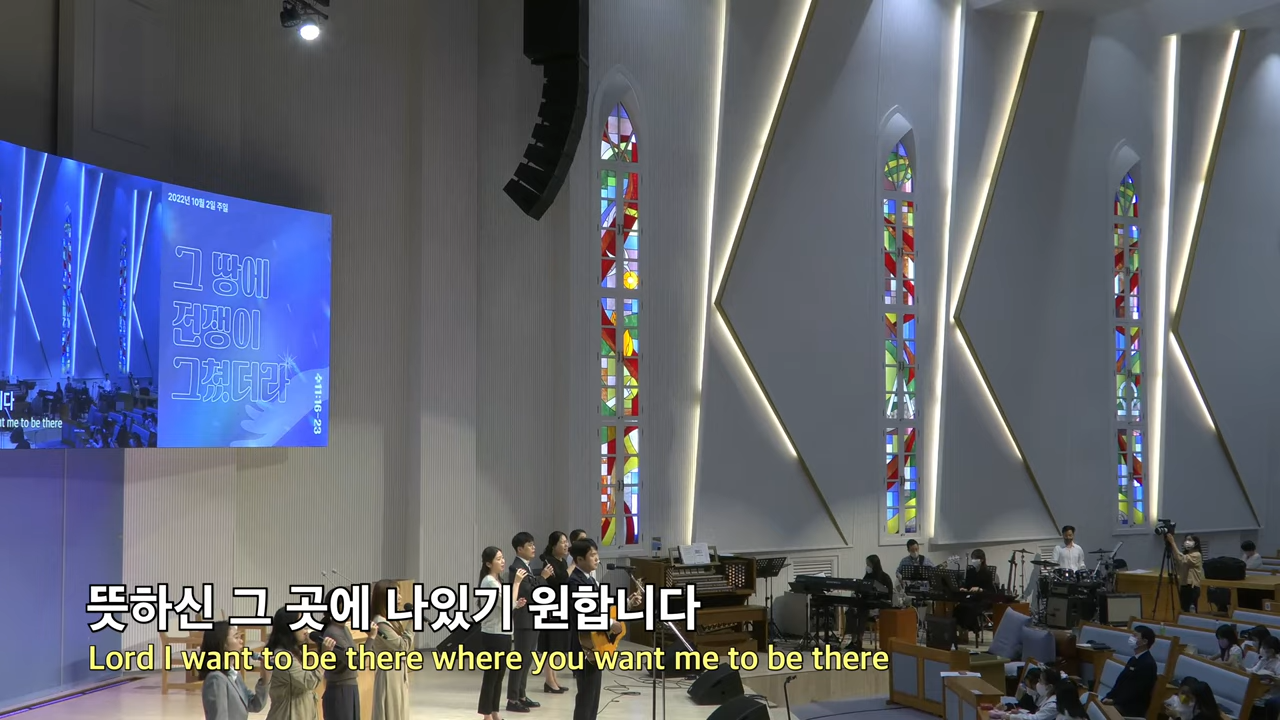 2022년 10월 2일 주일
그 땅에
전쟁이
그쳤더라
11:16-23
니다
nt me to be there
뜻하신 그 곳에 나있기 원합니다
Lord I want to be there where you want me to be there